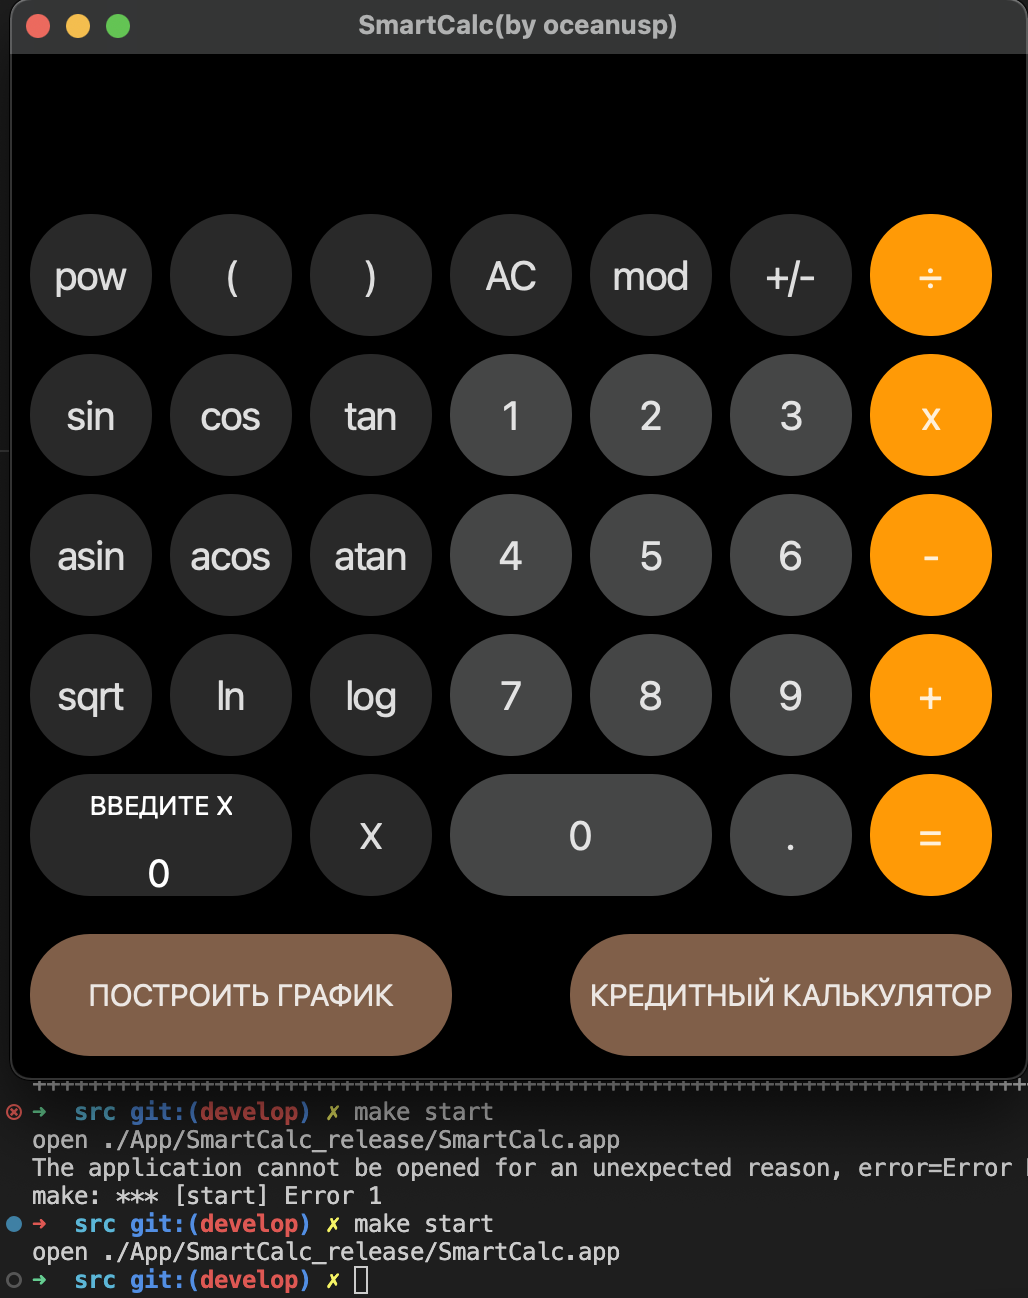 SmartCalc(by oceanusp)
pow ( ) AC mod +/- ÷
sin cos tan 1 2 3 x
asin acos atan 4 5 6 -
sqrt ln log 7 8 9 +
ВВЕДИТЕ X
0 X 0 . =
ПОСТРОИТЬ ГРАФИК КРЕДИТНЫЙ КАЛЬКУЛЯТОР
➜ src git:(develop) ✗ make start
open ./App/SmartCalc_release/SmartCalc.app
The application cannot be opened for an unexpected reason, error=Error
make: *** [start] Error 1
➜ src git:(develop) ✗ make start
open ./App/SmartCalc_release/SmartCalc.app
➜ src git:(develop) ✗